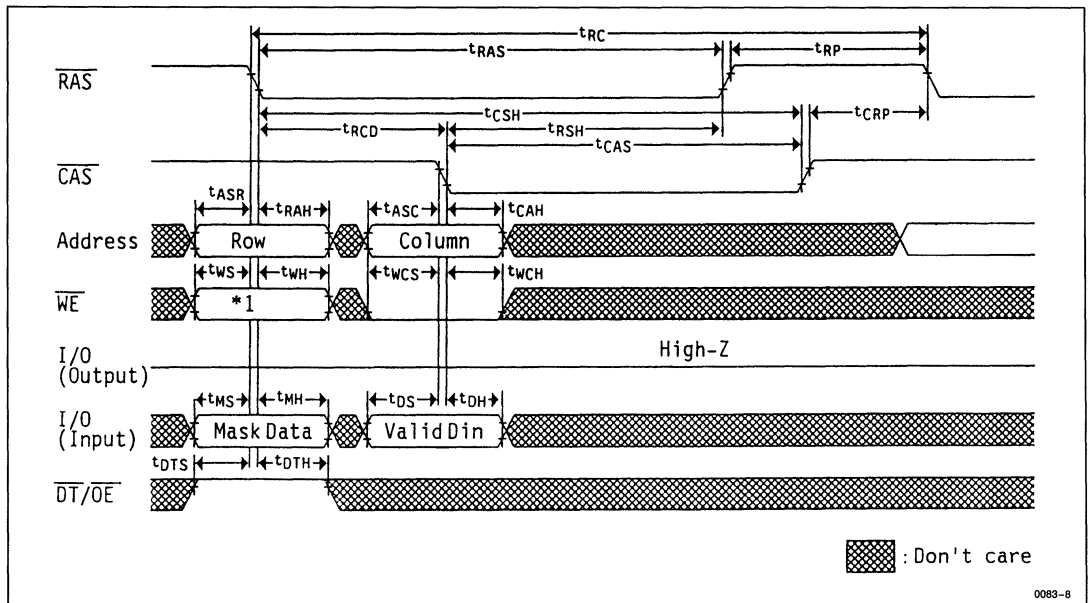 tRC
tRAS
tRP
RAS
tCSH
tCRP
tRCD
tRSH
tCAS
CAS
tASR
tRAH
tASC
tCAH
Address
Row
Column
tWS
tWH
tWCS
tWCH
WE
*1
I/O
(Output)
High-Z
tMS
tMH
tDS
tDH
I/O
(Input)
Mask Data
Valid Din
tDTS
tDTH
DT/OE
: Don't care
0083-8